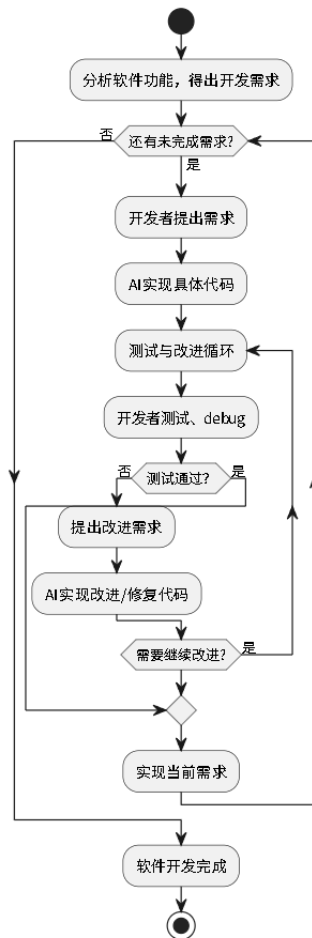 分析软件功能，得出开发需求
否
还有未完成需求?
是
开发者提出需求
AI实现具体代码
测试与改进循环
开发者测试、debug
否
测试通过？
是
提出改进需求
AI实现改进/修复代码
需要继续改进?
是
实现当前需求
软件开发完成